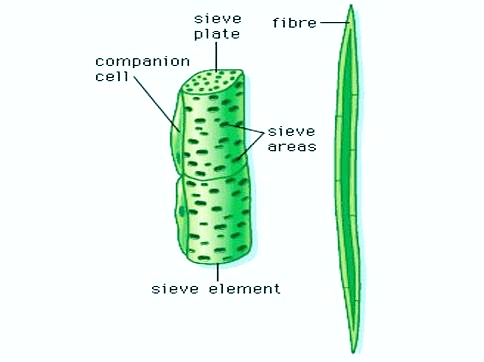 sieve
plate
fibre
companion
cell
sieve
areas
sieve element